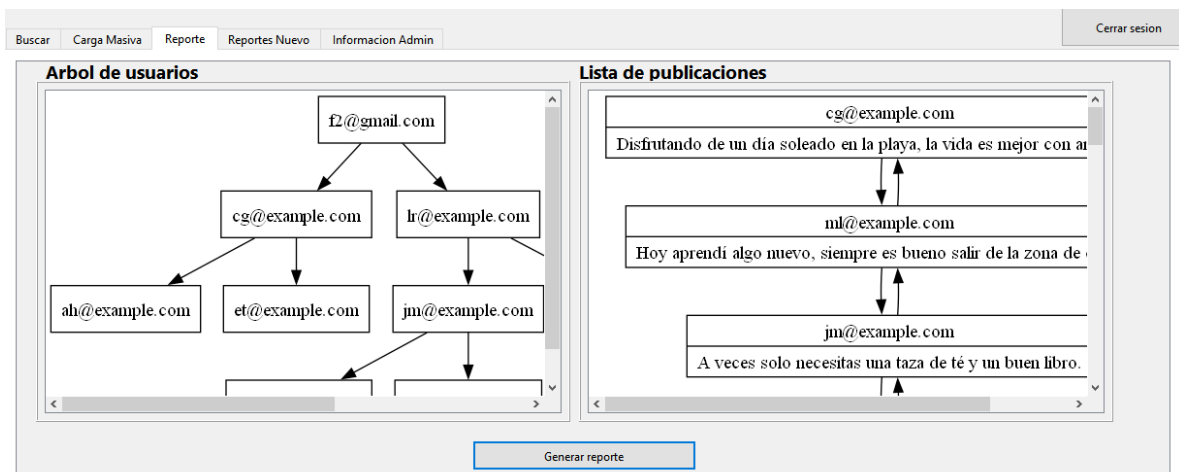 Cerrar sesion
Buscar Carga Masiva Reporte Reportes Nuevo Informacion Admin
Arbol de usuarios
f2@gmail.com
cg@example.com lr@example.com
ah@example.com et@example.com jm@example.com
Lista de publicaciones
cg@example.com
Disfrutando de un día soleado en la playa, la vida es mejor con
ml@example.com
Hoy aprendí algo nuevo, siempre es bueno salir de la zona de
jm@example.com
A veces solo necesitas una taza de té y un buen libro.
Generar reporte